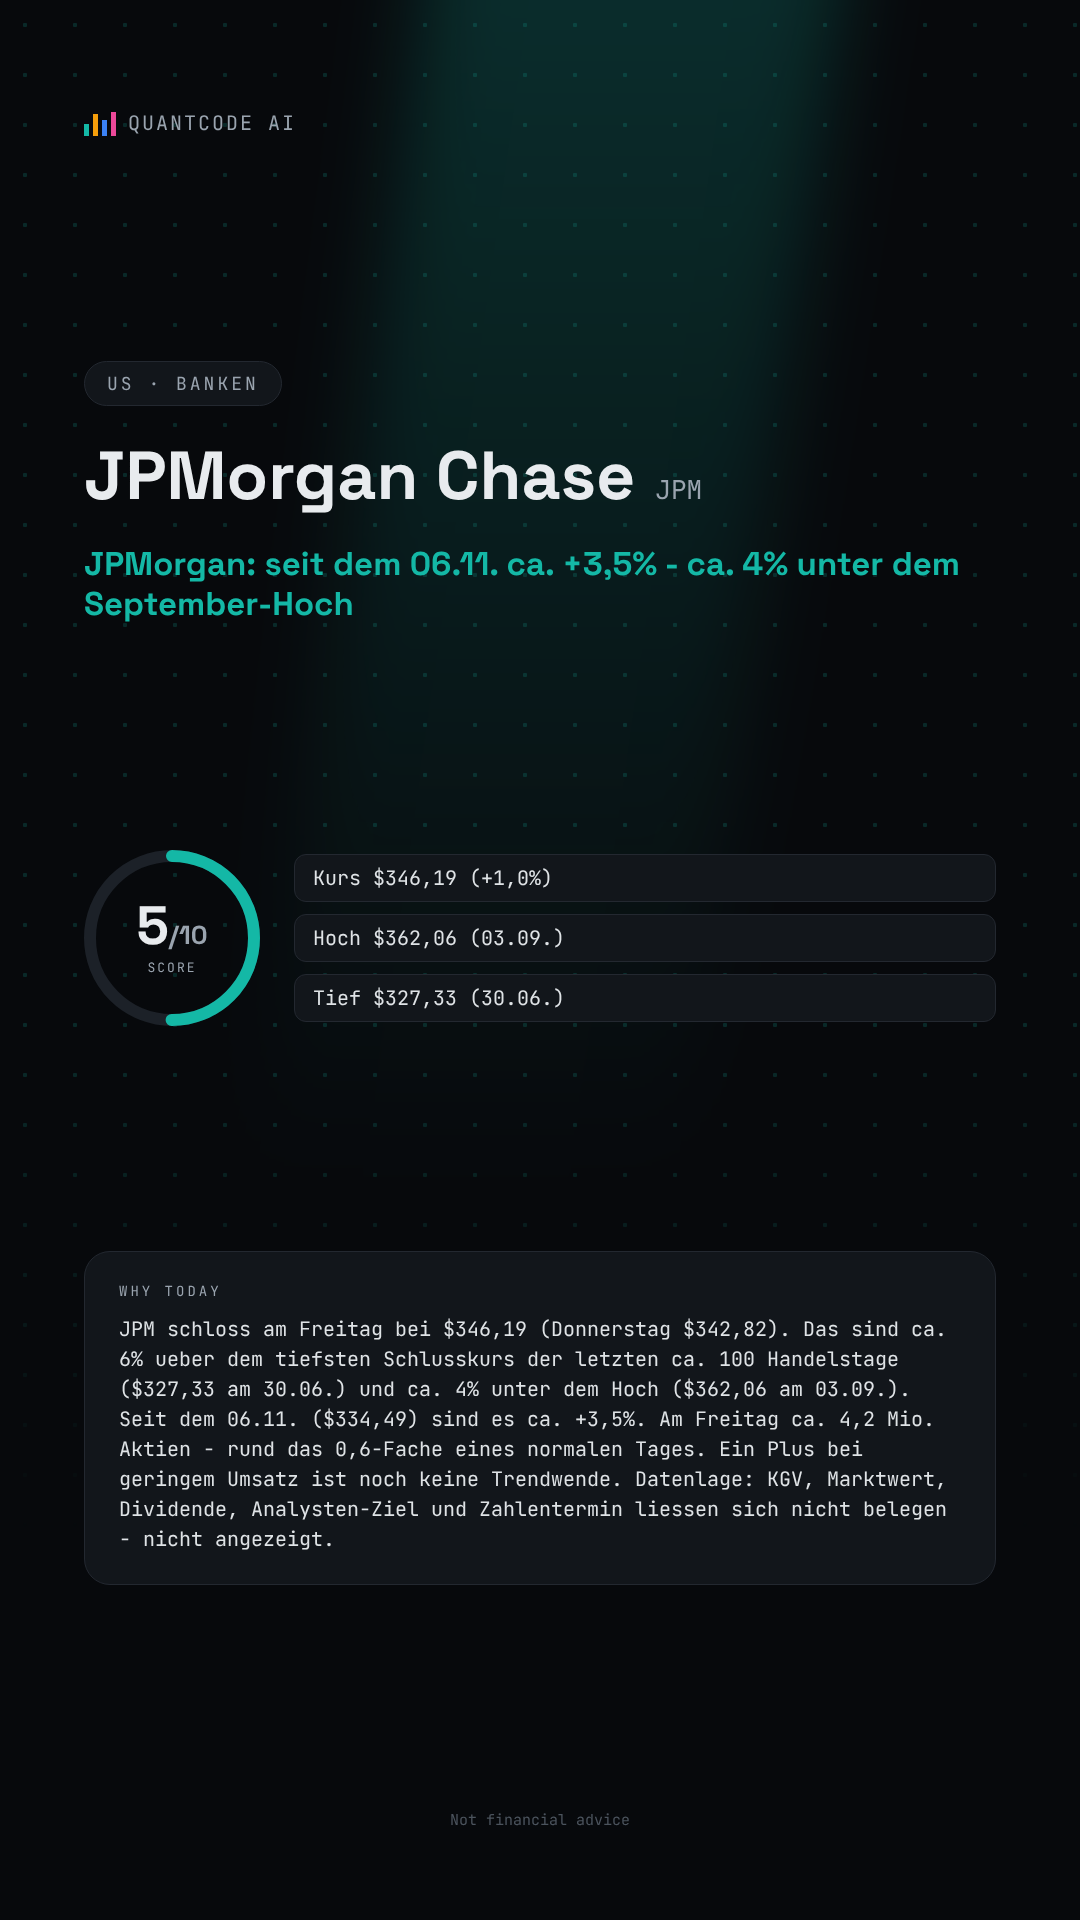 QUANTCODE AI
US · BANKEN
JPMorgan Chase JPM
JPMorgan: seit dem 06.11. ca. +3,5% - ca. 4% unter dem
September-Hoch
5/10
SCORE
Kurs $346,19 (+1,0%)
Hoch $362,06 (03.09.)
Tief $327,33 (30.06.)
WHY TODAY
JPM schloss am Freitag bei $346,19 (Donnerstag $342,82). Das sind ca.
6% ueber dem tiefsten Schlusskurs der letzten ca. 100 Handelstage
($327,33 am 30.06.) und ca. 4% unter dem Hoch ($362,06 am 03.09.).
Seit dem 06.11. ($334,49) sind es ca. +3,5%. Am Freitag ca. 4,2 Mio.
Aktien - rund das 0,6-Fache eines normalen Tages. Ein Plus bei
geringem Umsatz ist noch keine Trendwende. Datenlage: KGV, Marktwert,
Dividende, Analysten-Ziel und Zahlentermin liessen sich nicht belegen
- nicht angezeigt.
Not financial advice